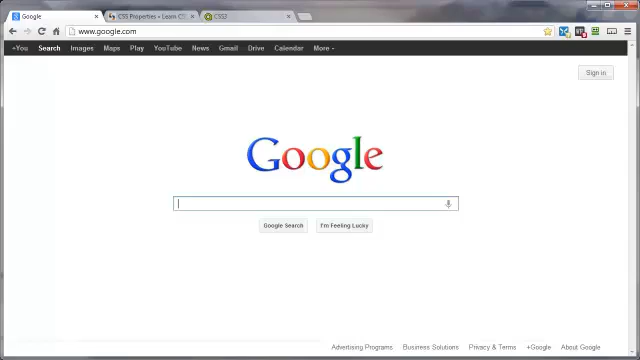 Google
CSS Properties • Learn CS
CSS3
www.google.com
+You Search Images Maps Play YouTube News Gmail Drive Calendar More
Sign in
Google
Google Search I'm Feeling Lucky
Advertising Programs Business Solutions Privacy & Terms +Google About Google